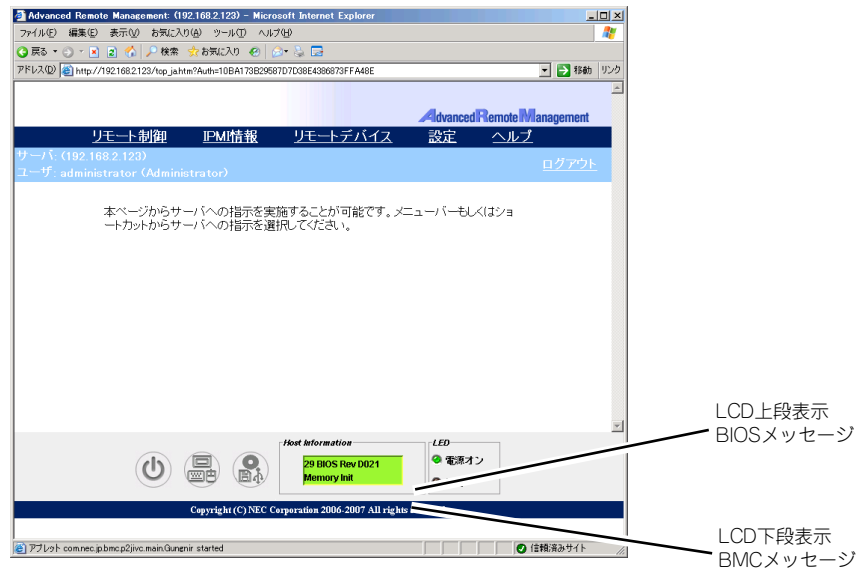 Advanced Remote Management: (192.168.2.123) - Microsoft Internet Explorer
ファイル(F) 編集(E) 表示(V) お気に入り(A) ツール(T) ヘルプ(H)
戻る 検索 お気に入り
アドレス(D) http://192.168.2.123/top_ja.htm?Auth=10BA173B29587D7D38E4386873FFA48E 移動 リンク
AdvancedRemoteManagement
リモート制御 IPMI情報 リモートデバイス 設定 ヘルプ
サーバ: (192.168.2.123)
ユーザ: administrator (Administrator)
ログアウト
本ページからサーバへの指示を実施することが可能です。メニューバーもしくはショ
ートカットからサーバへの指示を選択してください。
LCD上段表示
BIOSメッセージ
Host Information
LED
29 BIOS Rev D021
Memory Init
電源オン
Copyright (C) NEC Corporation 2006-2007 All rights
LCD下段表示
BMCメッセージ
アプレット com.nec.jp.bmc.p2jivc.main.Gungnir started
信頼済みサイト